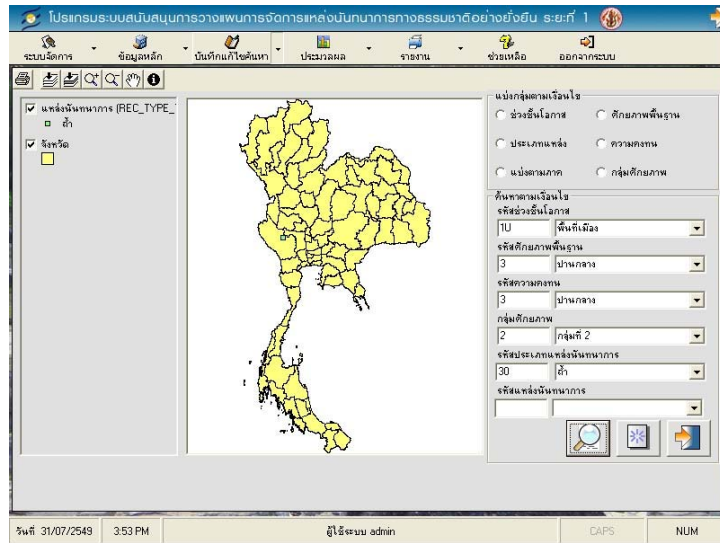 โปรแกรมระบบสนับสนุนการวางแผนการจัดการแหล่งนันทนาการทางธรรมชาติอย่างยั่งยืน ระยะที่ 1
ระบบจัดการ ข้อมูลหลัก บันทึกแก้ไขค้นหา ประมวลผล รายงาน ช่วยเหลือ ออกจากระบบ
แหล่งนันทนาการ (REC_TYPE_
ถ้ำ
จังหวัด
แบ่งกลุ่มตามเงื่อนไข
ช่วงชั้นโอกาส ศักยภาพพื้นฐาน
ประเภทแหล่ง ความคงทน
แบ่งตามภาค กลุ่มศักยภาพ
ค้นหาตามเงื่อนไข
รหัสช่วงชั้นโอกาส
1U พื้นที่เมือง
รหัสศักยภาพพื้นฐาน
3 ปานกลาง
รหัสความคงทน
3 ปานกลาง
กลุ่มศักยภาพ
2 กลุ่มที่ 2
รหัสประเภทแหล่งนันทนาการ
30 ถ้ำ
รหัสแหล่งนันทนาการ
วันที่ 31/07/2549 3:53 PM ผู้ใช้ระบบ admin CAPS NUM